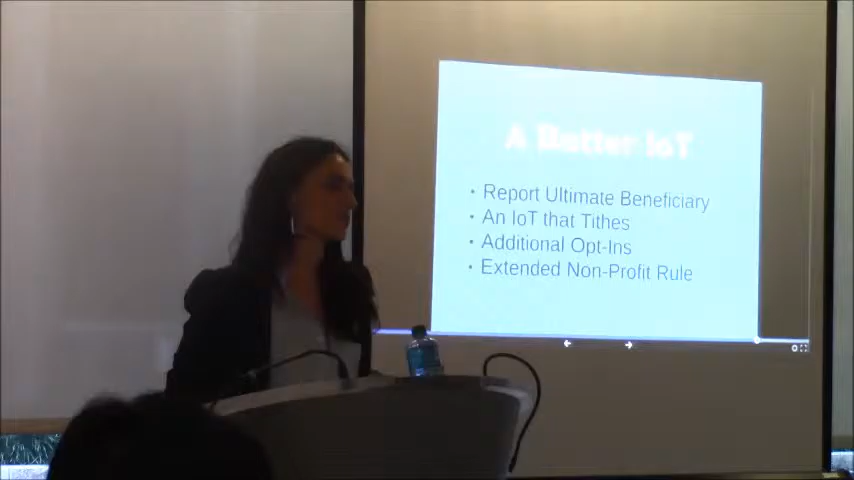 A Better IoT
• Report Ultimate Beneficiary
• An IoT that Tithes
• Additional Opt-Ins
• Extended Non-Profit Rule